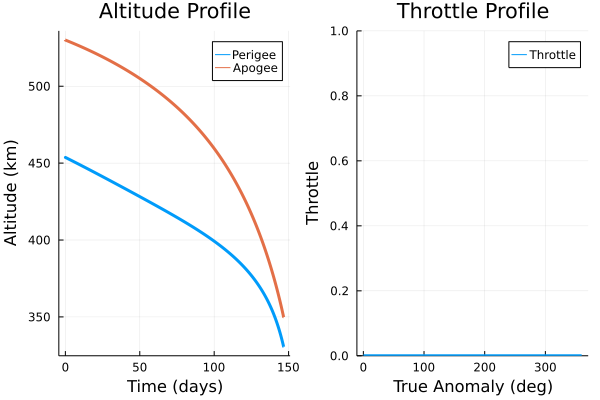 Altitude Profile
Altitude (km)
500
450
400
350
0 50 100 150
Time (days)
Perigee
Apogee
Throttle Profile
Throttle
1.0
0.8
0.6
0.4
0.2
0.0
0 100 200 300
True Anomaly (deg)
Throttle